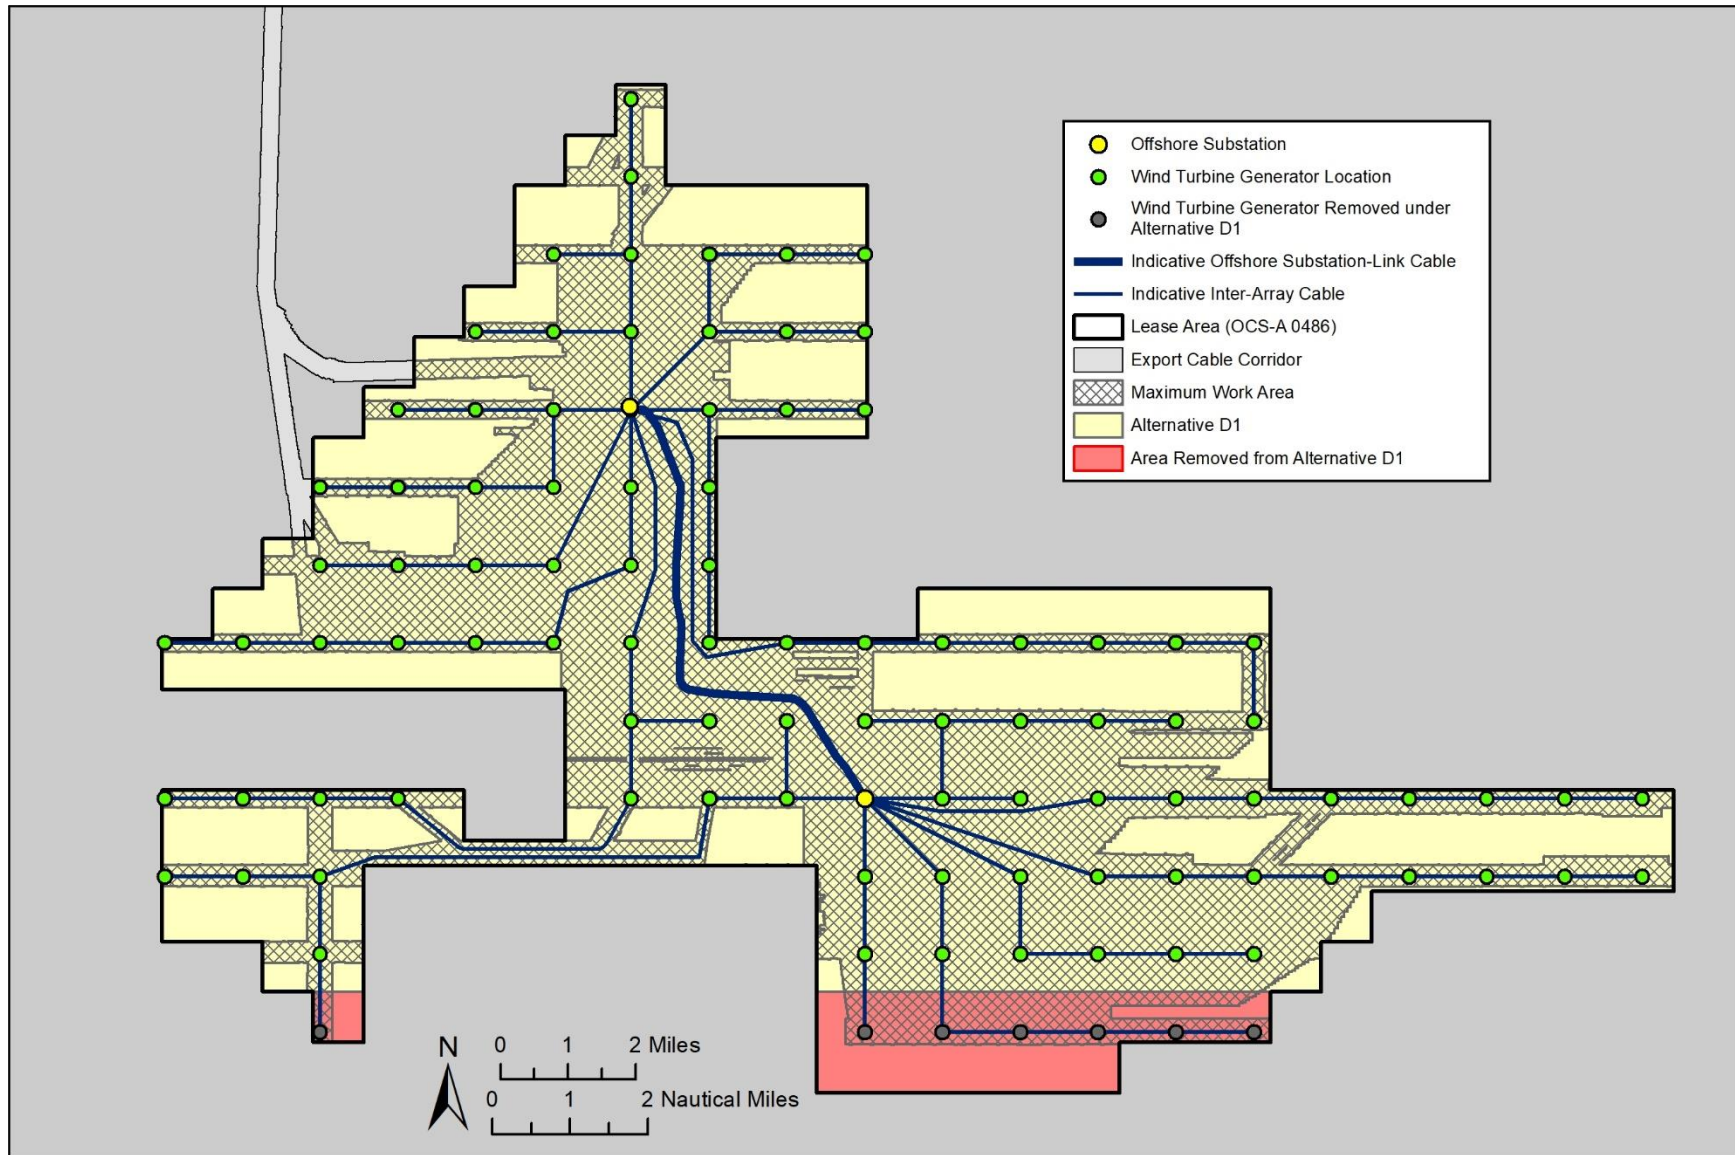 Offshore Substation
Wind Turbine Generator Location
Wind Turbine Generator Removed under
Alternative D1
Indicative Offshore Substation-Link Cable
Indicative Inter-Array Cable
Lease Area (OCS-A 0486)
Export Cable Corridor
Maximum Work Area
Alternative D1
Area Removed from Alternative D1
N
0 1 2 Miles
0 1 2 Nautical Miles